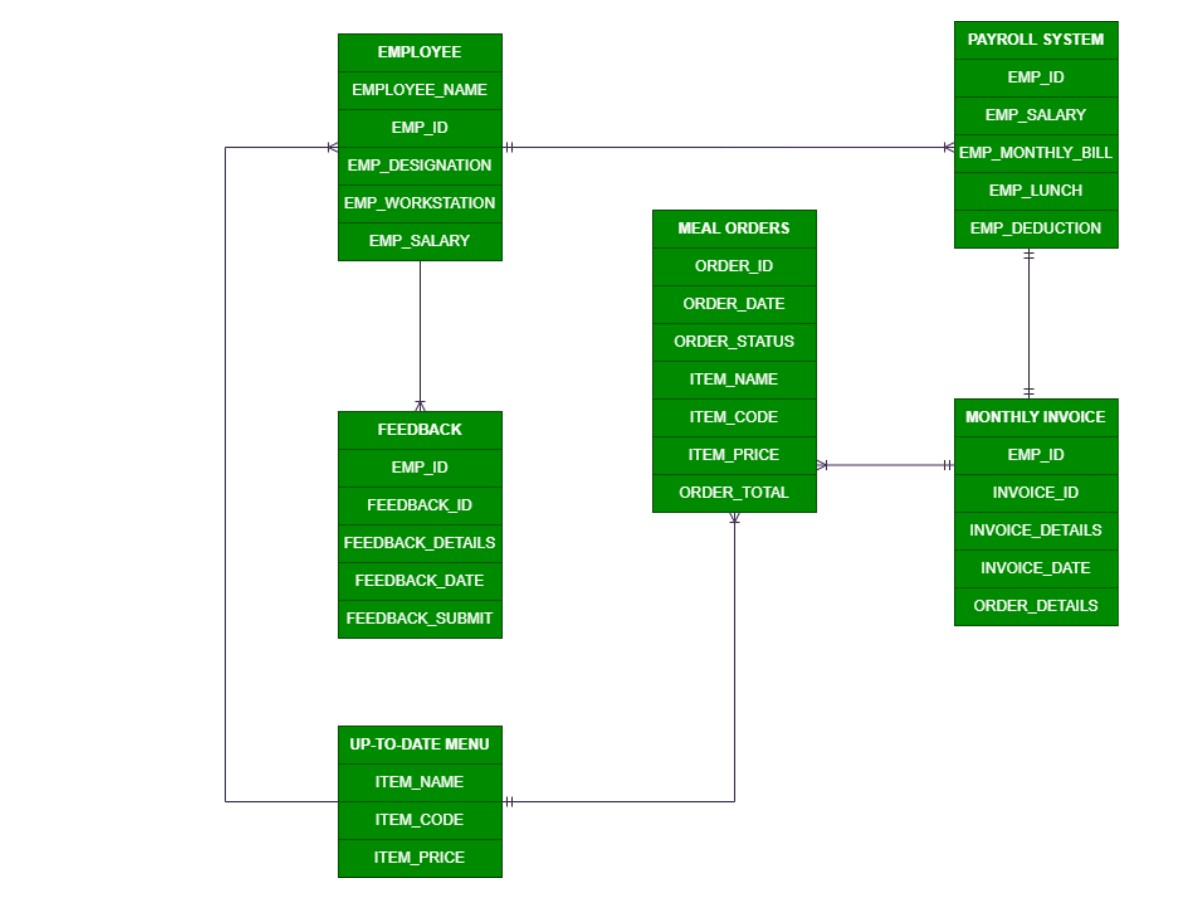 EMPLOYEE
EMPLOYEE_NAME
EMP_ID
EMP_DESIGNATION
EMP_WORKSTATION
EMP_SALARY
PAYROLL SYSTEM
EMP_ID
EMP_SALARY
EMP_MONTHLY_BILL
EMP_LUNCH
EMP_DEDUCTION
MEAL ORDERS
ORDER_ID
ORDER_DATE
ORDER_STATUS
ITEM_NAME
ITEM_CODE
ITEM_PRICE
ORDER_TOTAL
FEEDBACK
EMP_ID
FEEDBACK_ID
FEEDBACK_DETAILS
FEEDBACK_DATE
FEEDBACK_SUBMIT
MONTHLY INVOICE
EMP_ID
INVOICE_ID
INVOICE_DETAILS
INVOICE_DATE
ORDER_DETAILS
UP-TO-DATE MENU
ITEM_NAME
ITEM_CODE
ITEM_PRICE